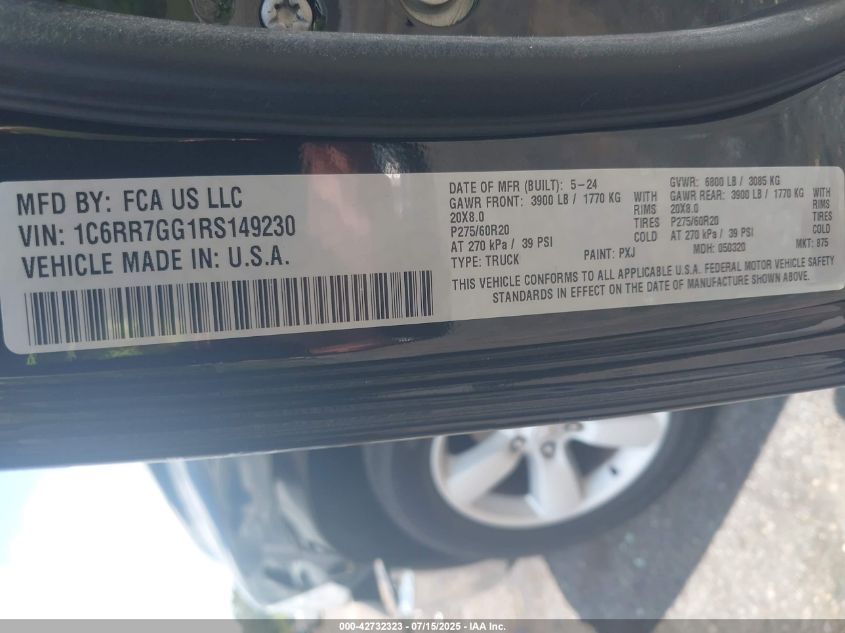 MFD BY: FCA US LLC
VIN: 1C6RR7GG1RS149230
VEHICLE MADE IN: U.S.A.
DATE OF MFR (BUILT): 5-24 GVWR: 6800 LB / 3085 KG
GAWR FRONT: 3900 LB / 1770 KG WITH GAWR REAR: 3900 LB / 1770 KG WITH
20X8.0 RIMS 20X8.0 RIMS
P275/60R20 TIRES P275/60R20 TIRES
AT 270 kPa / 39 PSI COLD AT 270 kPa / 39 PSI COLD
TYPE: TRUCK PAINT: PXJ MDH: 050320 MKT: 875
THIS VEHICLE CONFORMS TO ALL APPLICABLE U.S.A. FEDERAL MOTOR VEHICLE SAFETY
STANDARDS IN EFFECT ON THE DATE OF MANUFACTURE SHOWN ABOVE.
000-42732323 - 07/15/2025 - IAA Inc.